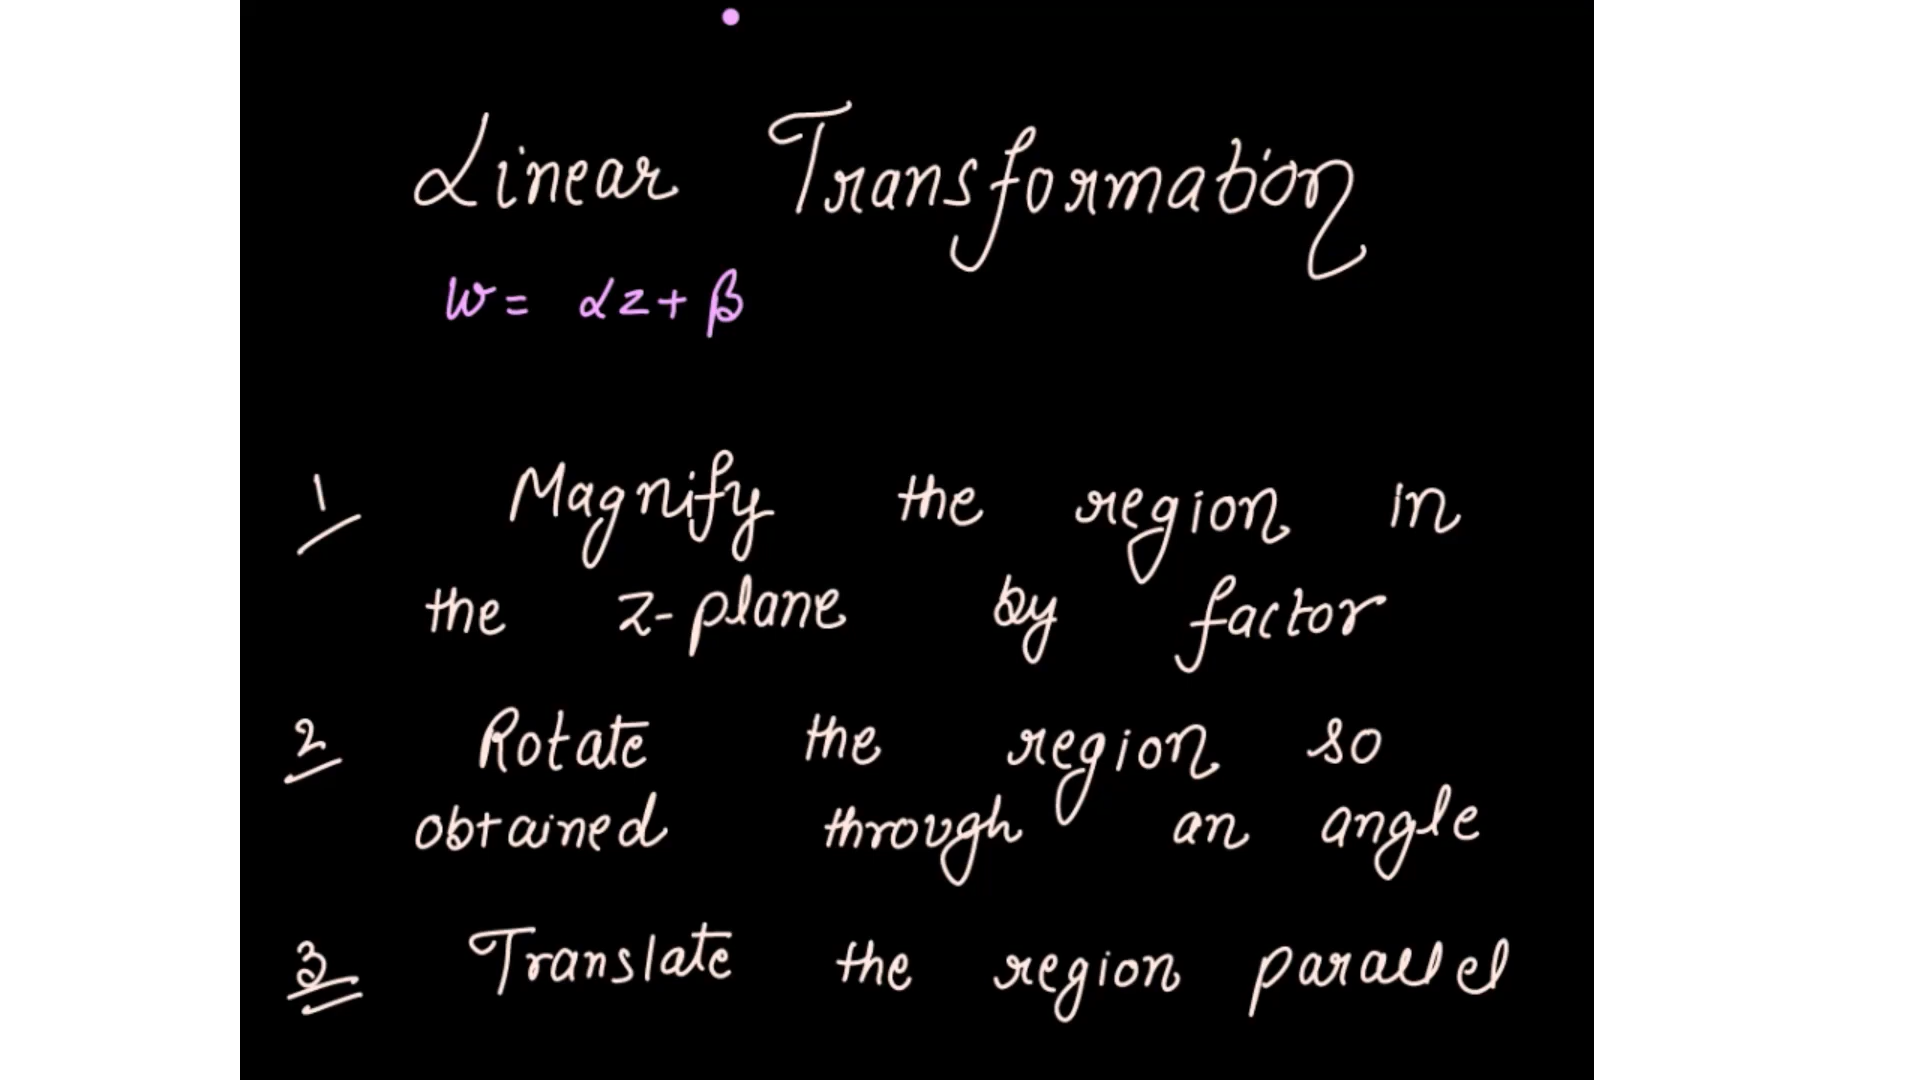 Linear Transformation
w = αz + β
1 Magnify the region in
the z-plane by factor
2 Rotate the region so
obtained through an angle
3 Translate the region parallel